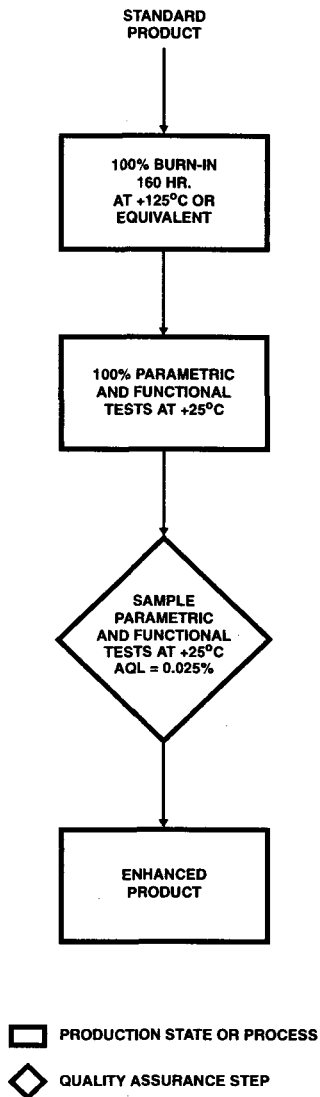 STANDARD
PRODUCT
100% BURN-IN
160 HR.
AT +125°C OR
EQUIVALENT
100% PARAMETRIC
AND FUNCTIONAL
TESTS AT +25°C
SAMPLE
PARAMETRIC
AND FUNCTIONAL
TESTS AT +25°C
AQL = 0.025%
ENHANCED
PRODUCT
PRODUCTION STATE OR PROCESS
QUALITY ASSURANCE STEP